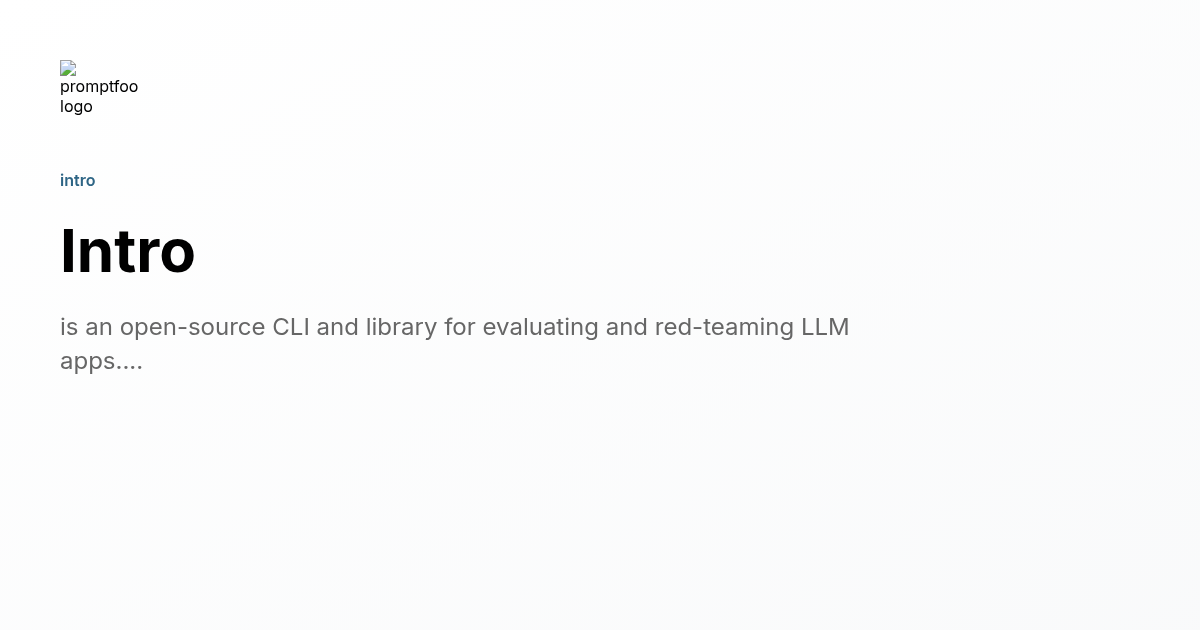 promptfoo
logo
intro
Intro
is an open-source CLI and library for evaluating and red-teaming LLM
apps....